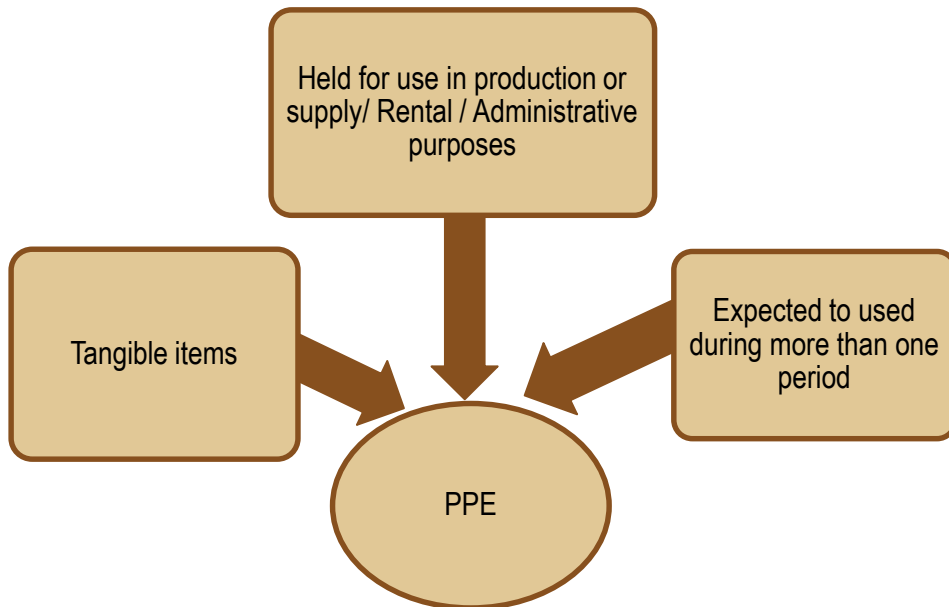 Held for use in production or
supply/ Rental / Administrative
purposes
Tangible items
Expected to used
during more than one
period
PPE